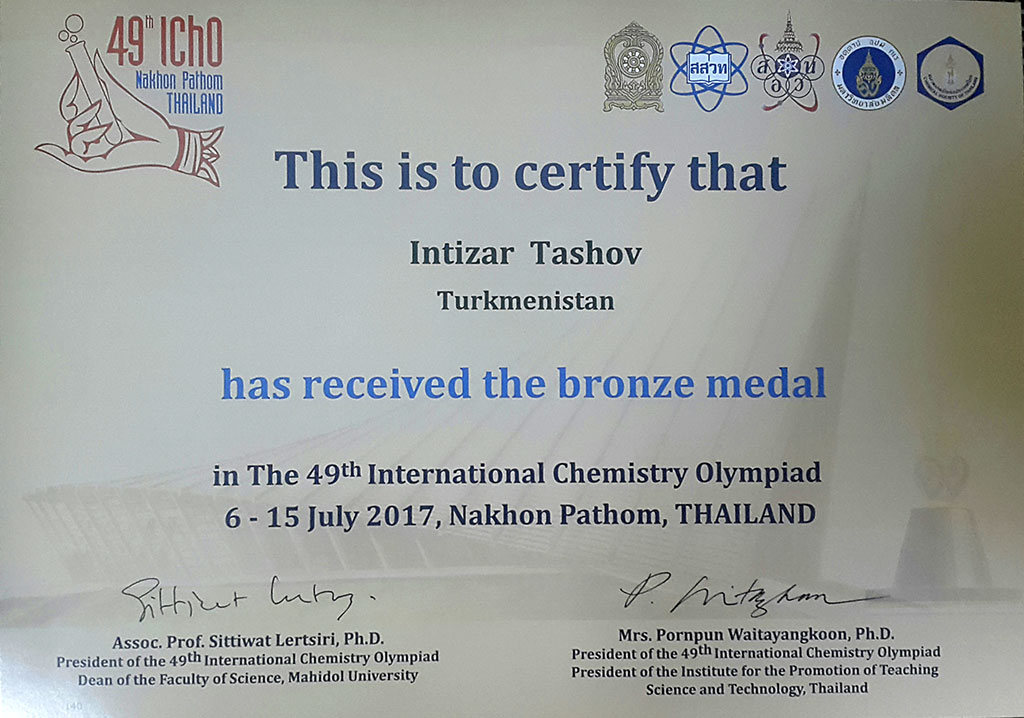 49th IChO
Nakhon Pathom
THAILAND
สสวท
This is to certify that
Intizar Tashov
Turkmenistan
has received the bronze medal
in The 49th International Chemistry Olympiad
6 - 15 July 2017, Nakhon Pathom, THAILAND
Assoc. Prof. Sittiwat Lertsiri, Ph.D.
President of the 49th International Chemistry Olympiad
Dean of the Faculty of Science, Mahidol University
Mrs. Pornpun Waitayangkoon, Ph.D.
President of the 49th International Chemistry Olympiad
President of the Institute for the Promotion of Teaching
Science and Technology, Thailand